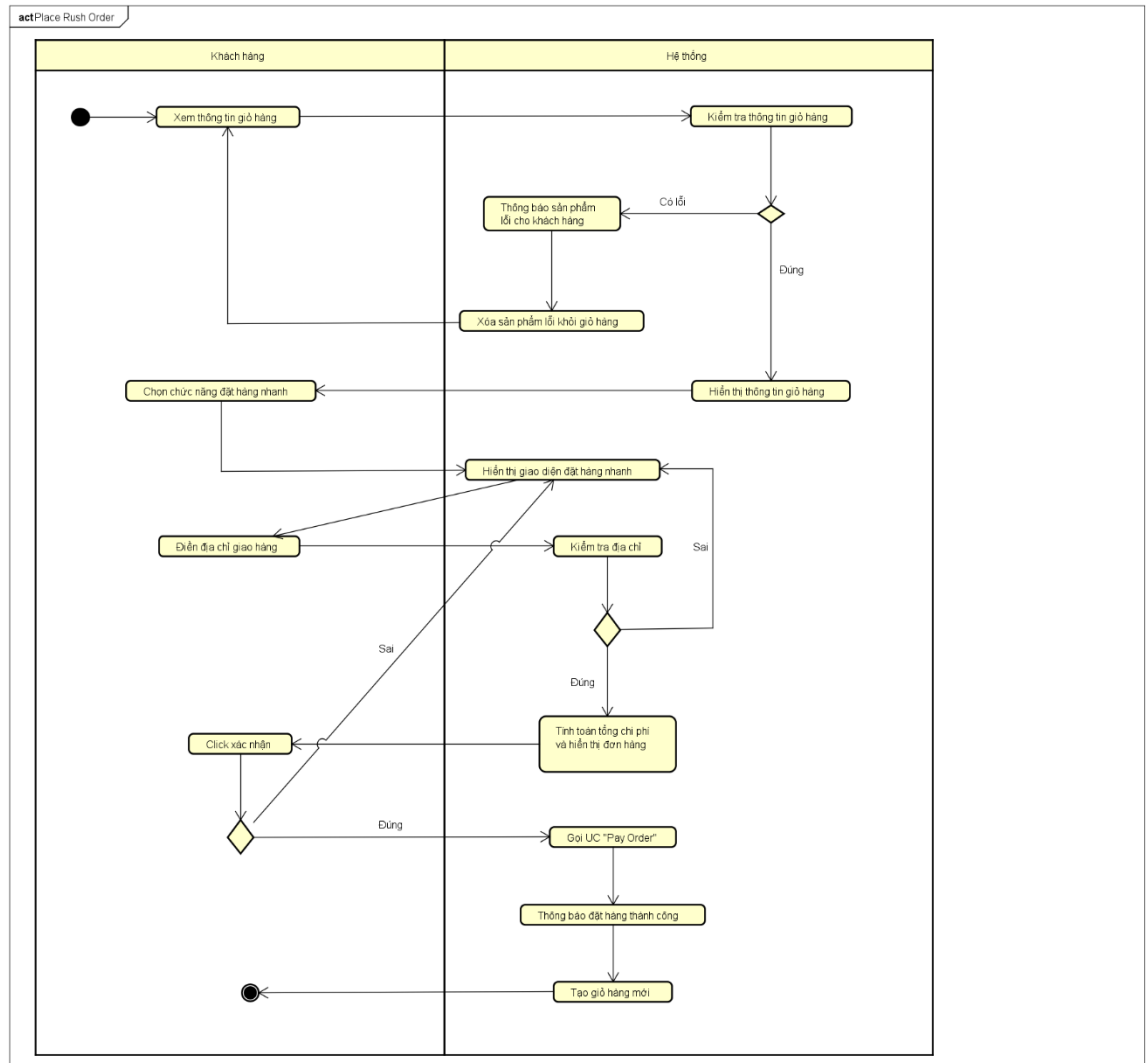 act Place Rush Order
Khách hàng
Hệ thống
Xem thông tin giỏ hàng
Kiểm tra thông tin giỏ hàng
Thông báo sản phẩm
lỗi cho khách hàng
Có lỗi
Đúng
Xóa sản phẩm lỗi khỏi giỏ hàng
Chọn chức năng đặt hàng nhanh
Hiển thị thông tin giỏ hàng
Hiển thị giao diện đặt hàng nhanh
Điền địa chỉ giao hàng
Kiểm tra địa chỉ
Sai
Sai
Đúng
Tính toán tổng chi phí
và hiển thị đơn hàng
Click xác nhận
Đúng
Gọi UC "Pay Order"
Thông báo đặt hàng thành công
Tạo giỏ hàng mới